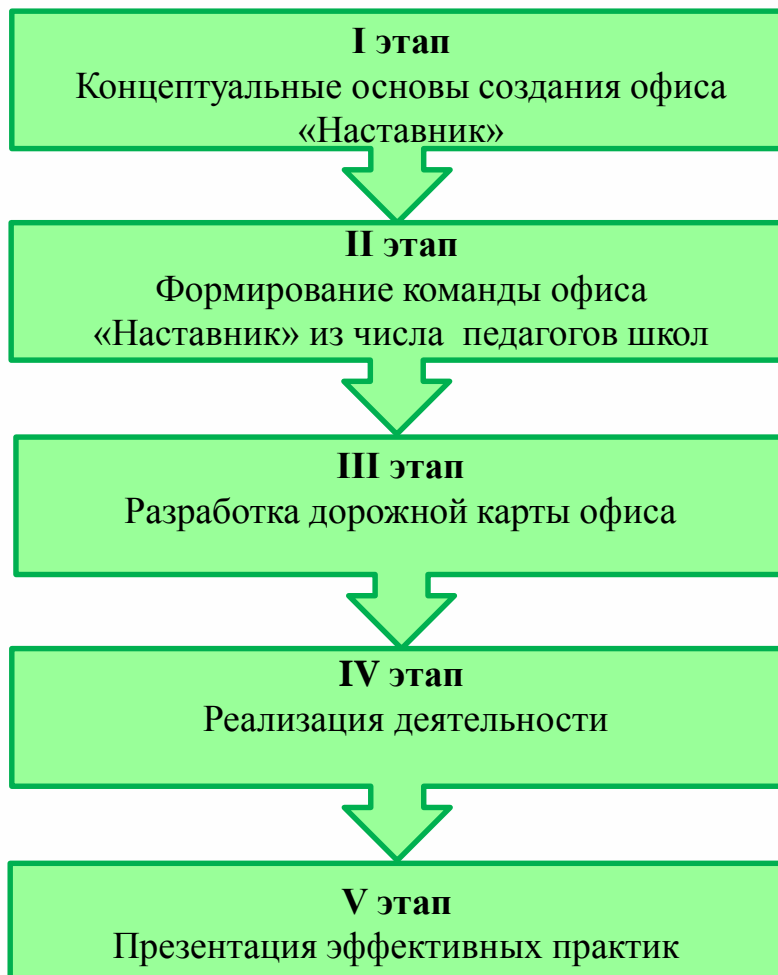 I этап
Концептуальные основы создания офиса
«Наставник»
II этап
Формирование команды офиса
«Наставник» из числа педагогов школ
III этап
Разработка дорожной карты офиса
IV этап
Реализация деятельности
V этап
Презентация эффективных практик